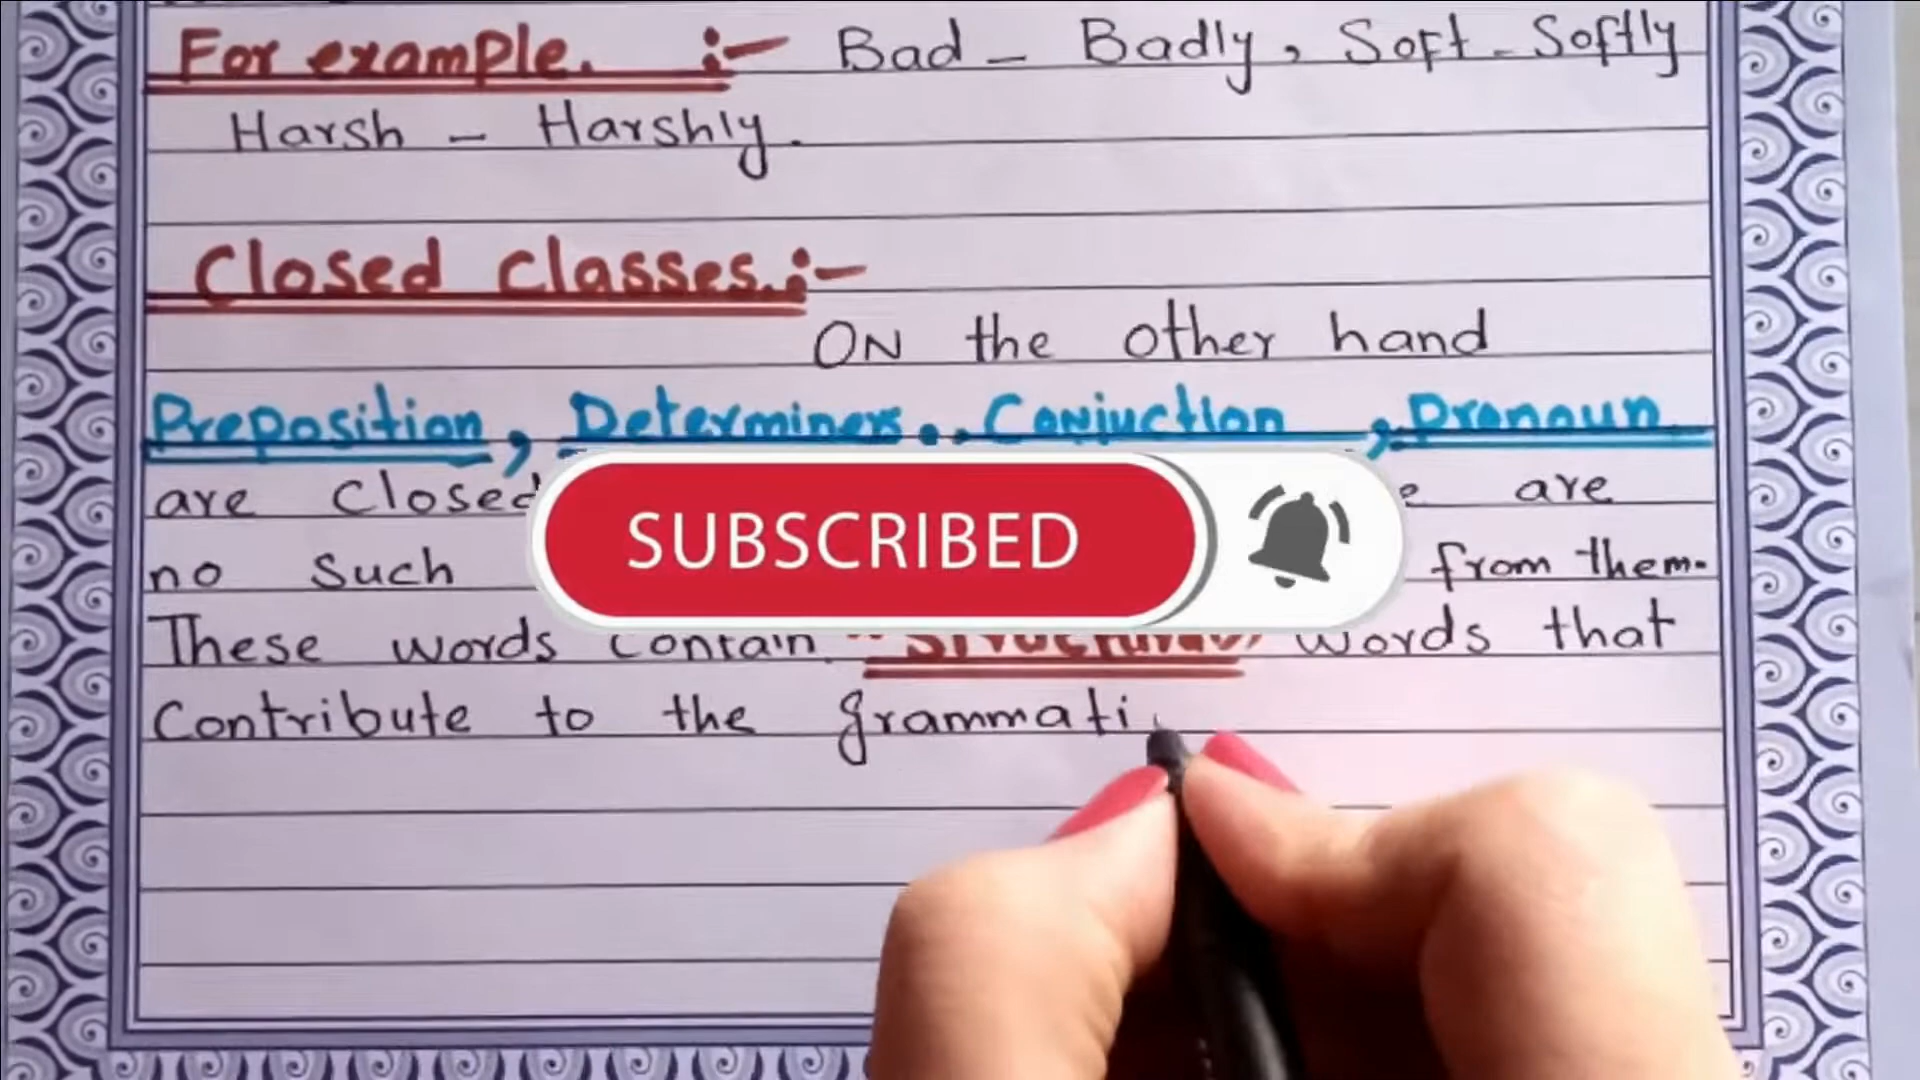 For example. :- Bad - Badly, Soft - Softly
Harsh - Harshly.
Closed classes.:-
ON the other hand
Preposition, Determiners., Conjuction, Pronoun
are Closed are
no such from them.
SUBSCRIBED
These words contain "Structural" words that
Contribute to the grammati